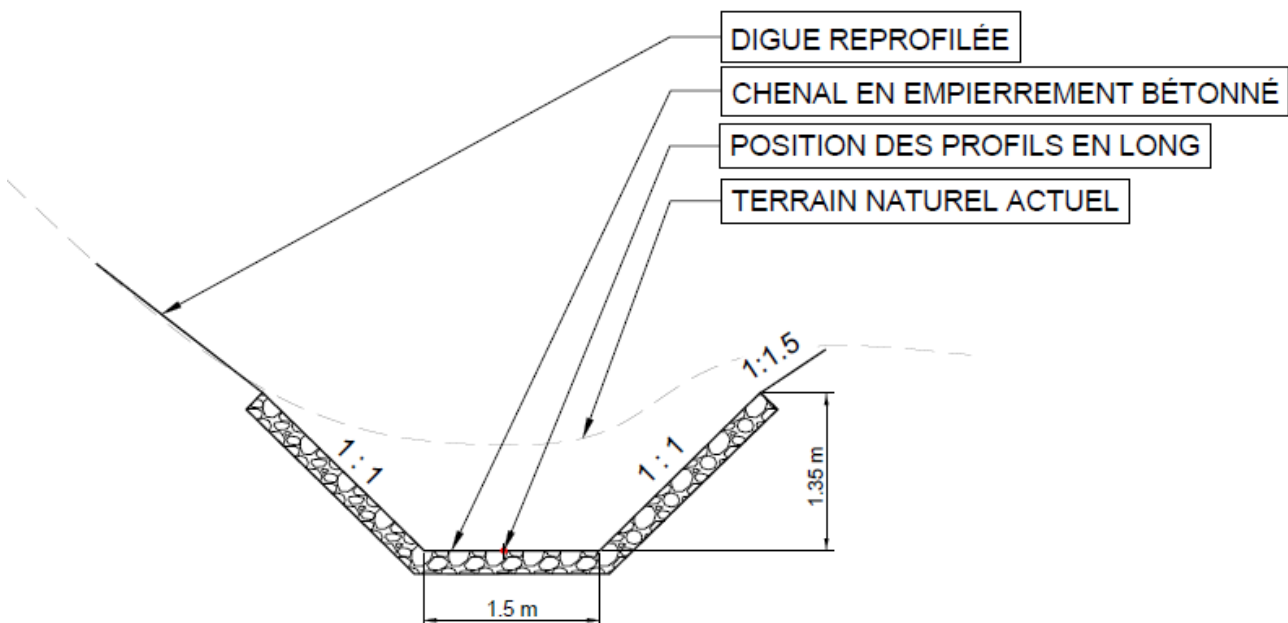 DIGUE REPROFILÉE
CHENAL EN EMPIERREMENT BÉTONNÉ
POSITION DES PROFILS EN LONG
TERRAIN NATUREL ACTUEL
1:1.5
1 : 1
1 : 1
1.35 m
1.5 m